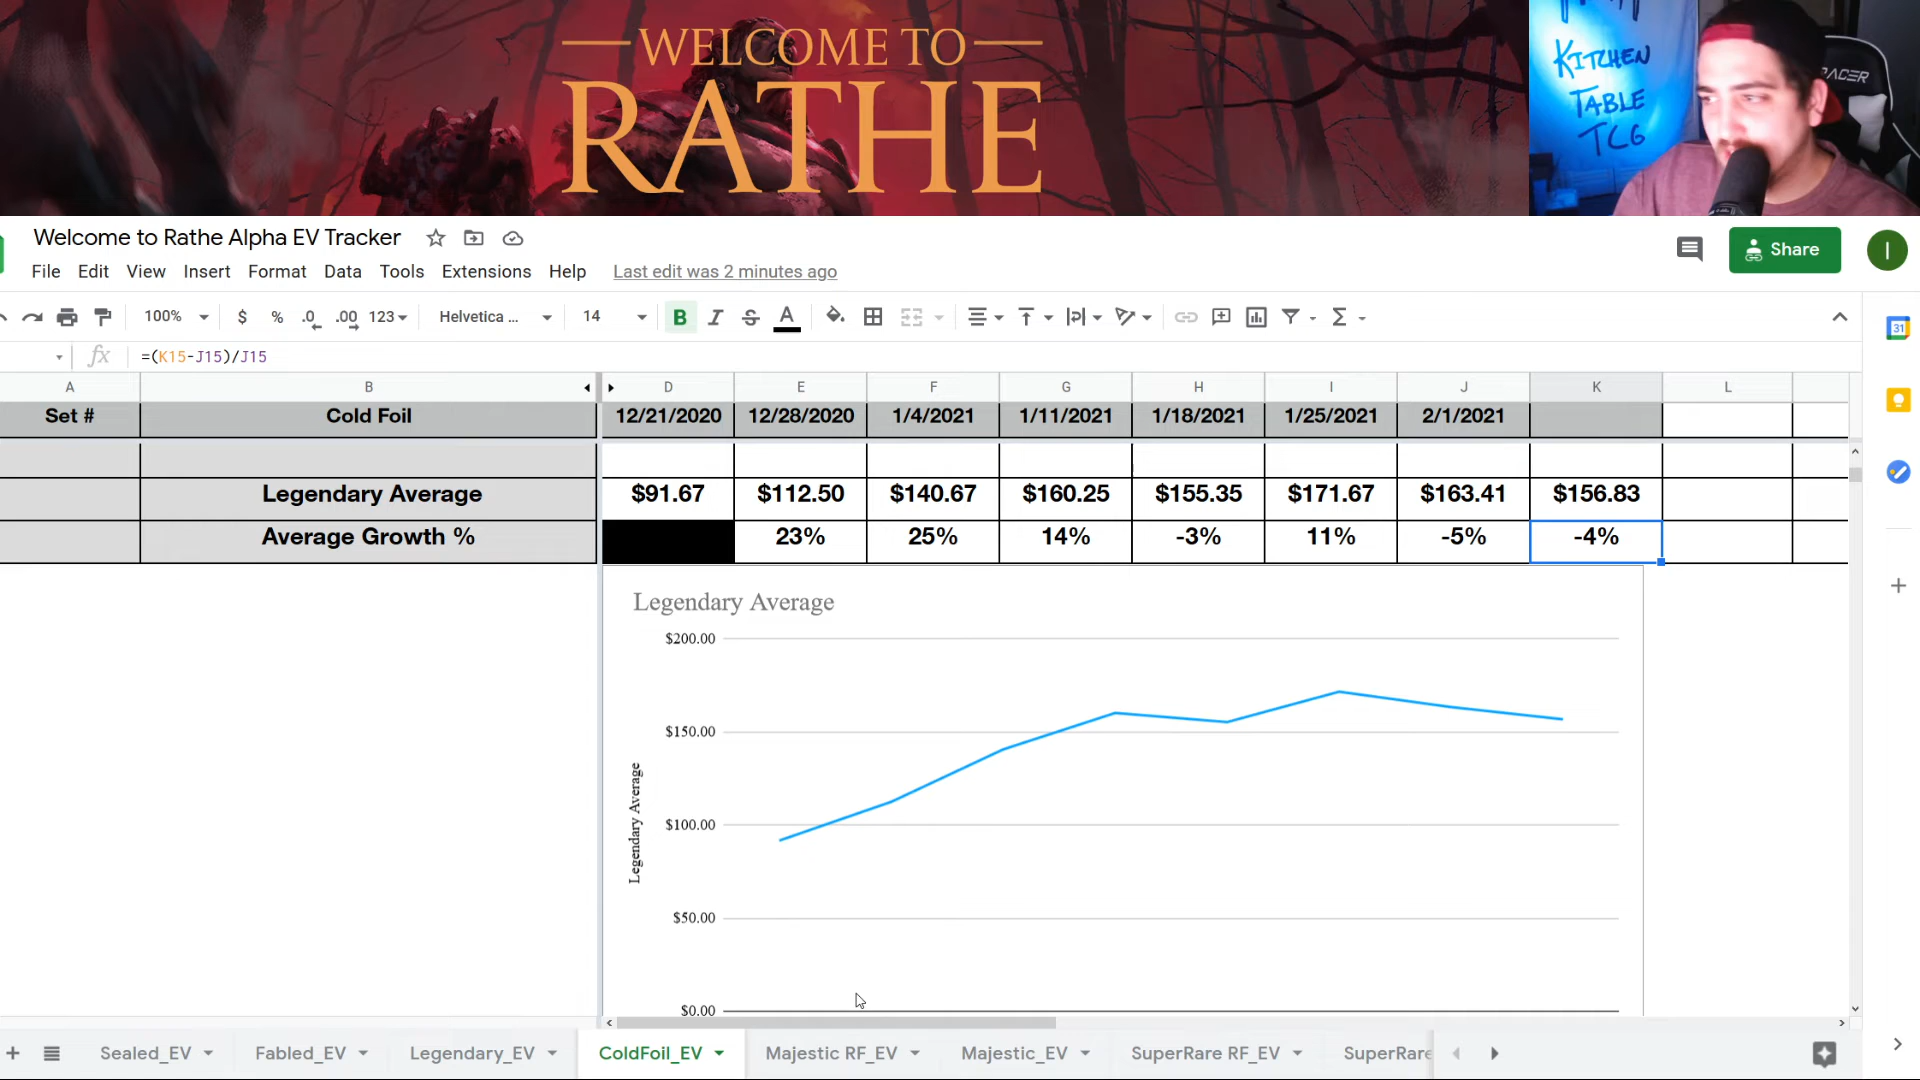 WELCOME TO
RATHE
KITCHEN
TABLE
TCG
ACER
Welcome to Rathe Alpha EV Tracker
Share
I
File Edit View Insert Format Data Tools Extensions Help Last edit was 2 minutes ago
100% $ % .0 .00 123 Helvetica ... 14 B I S A Σ
31
fx =(K15-J15)/J15
A B D E F G H I J K L
Set # Cold Foil 12/21/2020 12/28/2020 1/4/2021 1/11/2021 1/18/2021 1/25/2021 2/1/2021
Legendary Average $91.67 $112.50 $140.67 $160.25 $155.35 $171.67 $163.41 $156.83
Average Growth % 23% 25% 14% -3% 11% -5% -4%
Legendary Average
$200.00
$150.00
$100.00
$50.00
$0.00
Legendary Average
Sealed_EV Fabled_EV Legendary_EV ColdFoil_EV Majestic RF_EV Majestic_EV SuperRare RF_EV SuperRare